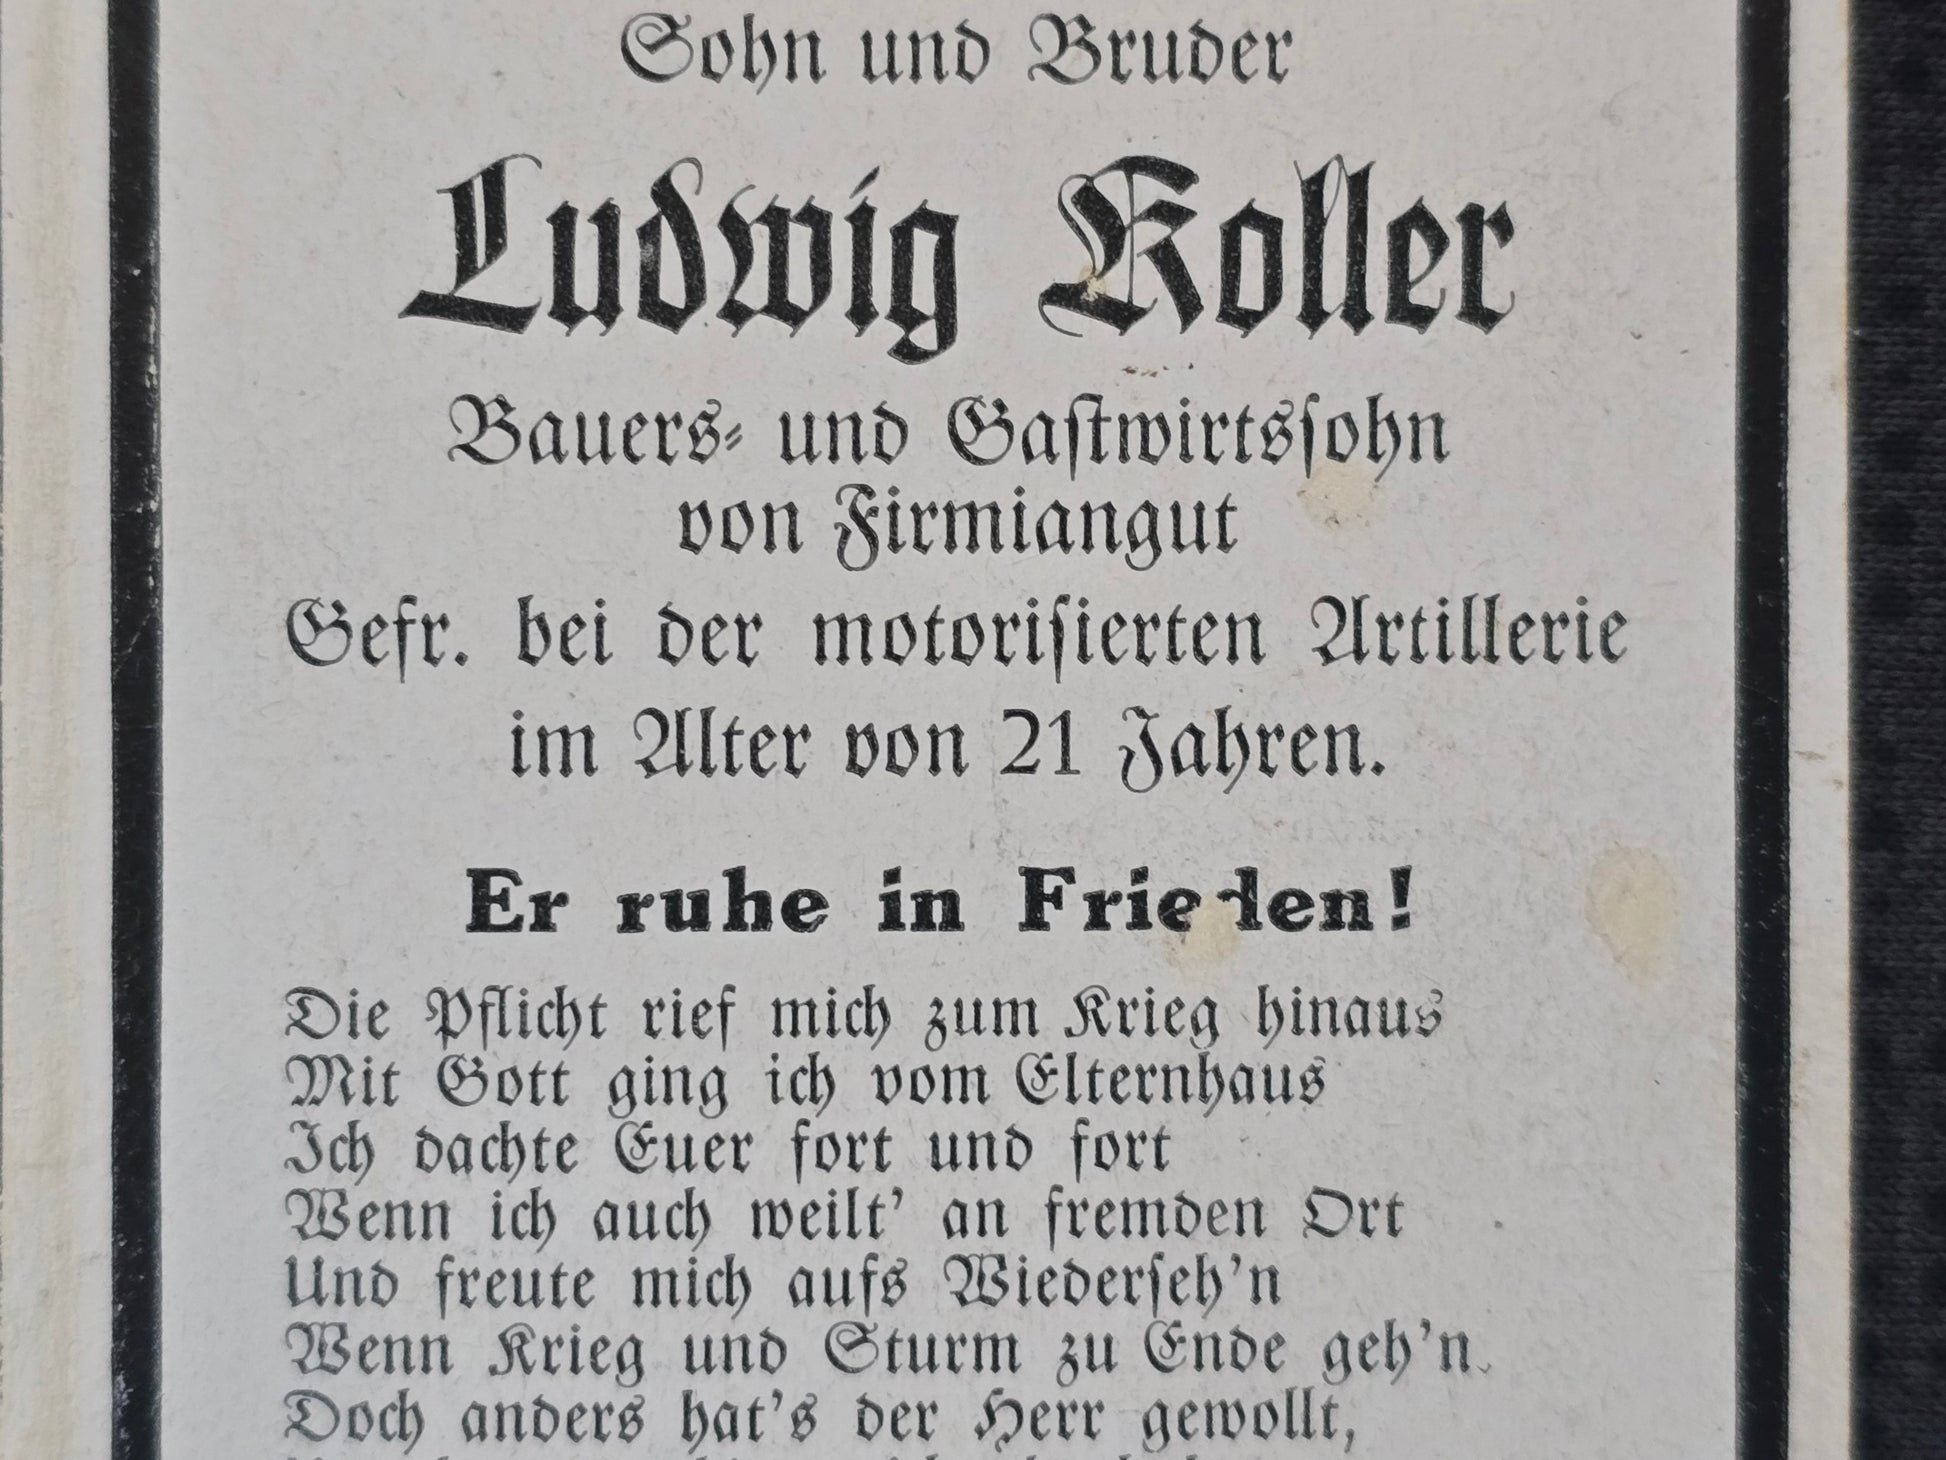 Sohn und Bruder
Ludwig Koller
Bauers- und Gaſtwirtsſohn
von Firmiangut
Gefr. bei der motoriſierten Artillerie
im Alter von 21 Jahren.
Er ruhe in Frieden!
Die Pflicht rief mich zum Krieg hinaus
Mit Gott ging ich vom Elternhaus
Ich dachte Euer fort und fort
Wenn ich auch weilt’ an fremden Ort
Und freute mich aufs Wiederſeh’n
Wenn Krieg und Sturm zu Ende geh’n.
Doch anders hat’s der Herr gewollt,